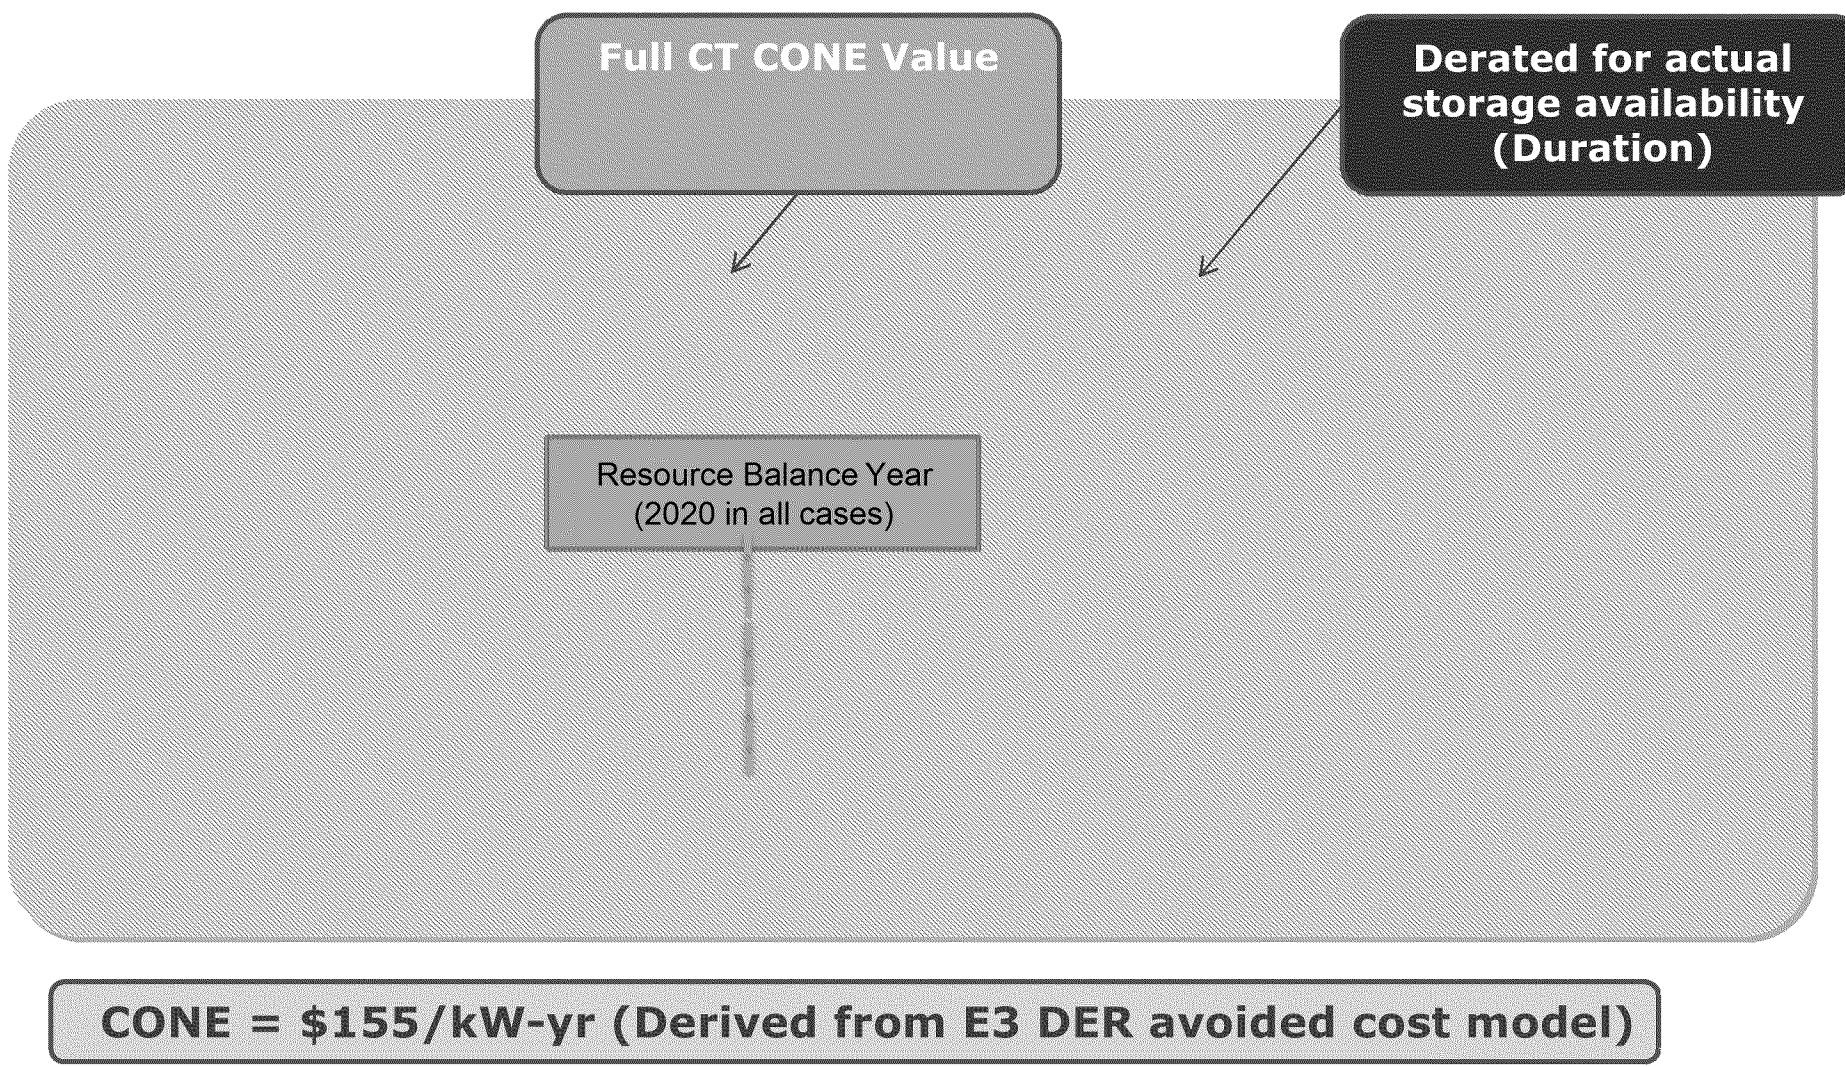 Full CT CONE Value
Derated for actual
storage availability
(Duration)
Resource Balance Year
(2020 in all cases)
CONE = $155/kW-yr (Derived from E3 DER avoided cost model)